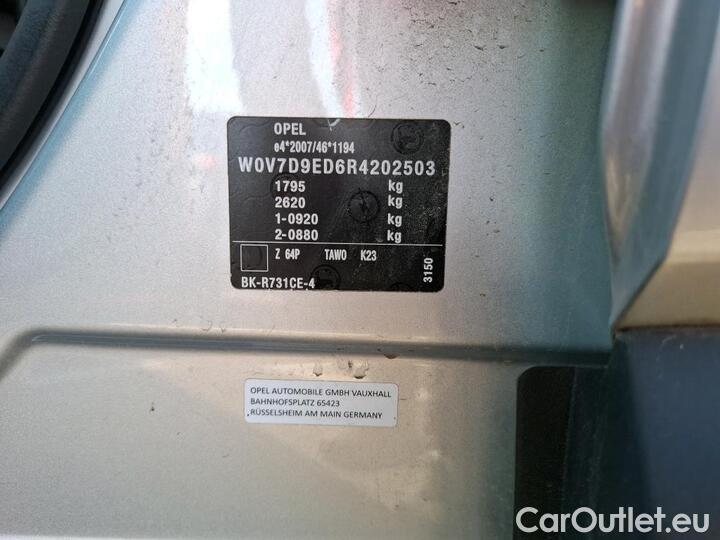 OPEL
e4*2007/46*1194
W0V7D9ED6R4202503
1795 kg
2620 kg
1-0920 kg
2-0880 kg
Z 64P TAWO K23
3150
BK-R731CE-4
OPEL AUTOMOBILE GMBH VAUXHALL
BAHNHOFSPLATZ 65423
,RÜSSELSHEIM AM MAIN GERMANY
CarOutlet.eu